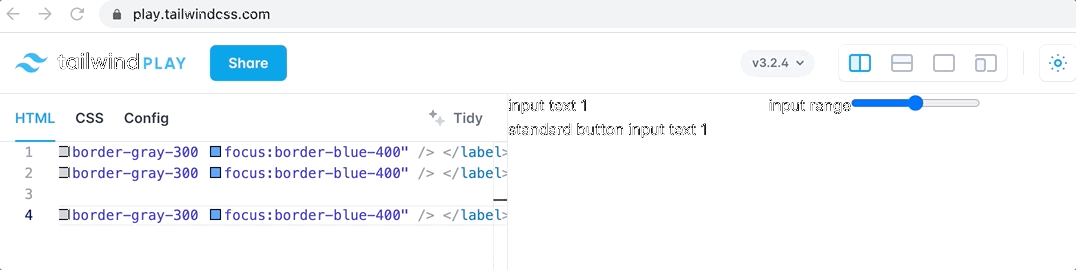 play.tailwindcss.com
tailwind PLAY Share v3.2.4
HTML CSS Config Tidy
1 border-gray-300 focus:border-blue-400" /> </label>
2 border-gray-300 focus:border-blue-400" /> </label>
3
4 border-gray-300 focus:border-blue-400" /> </label>
input text 1 input range
standard button input text 1